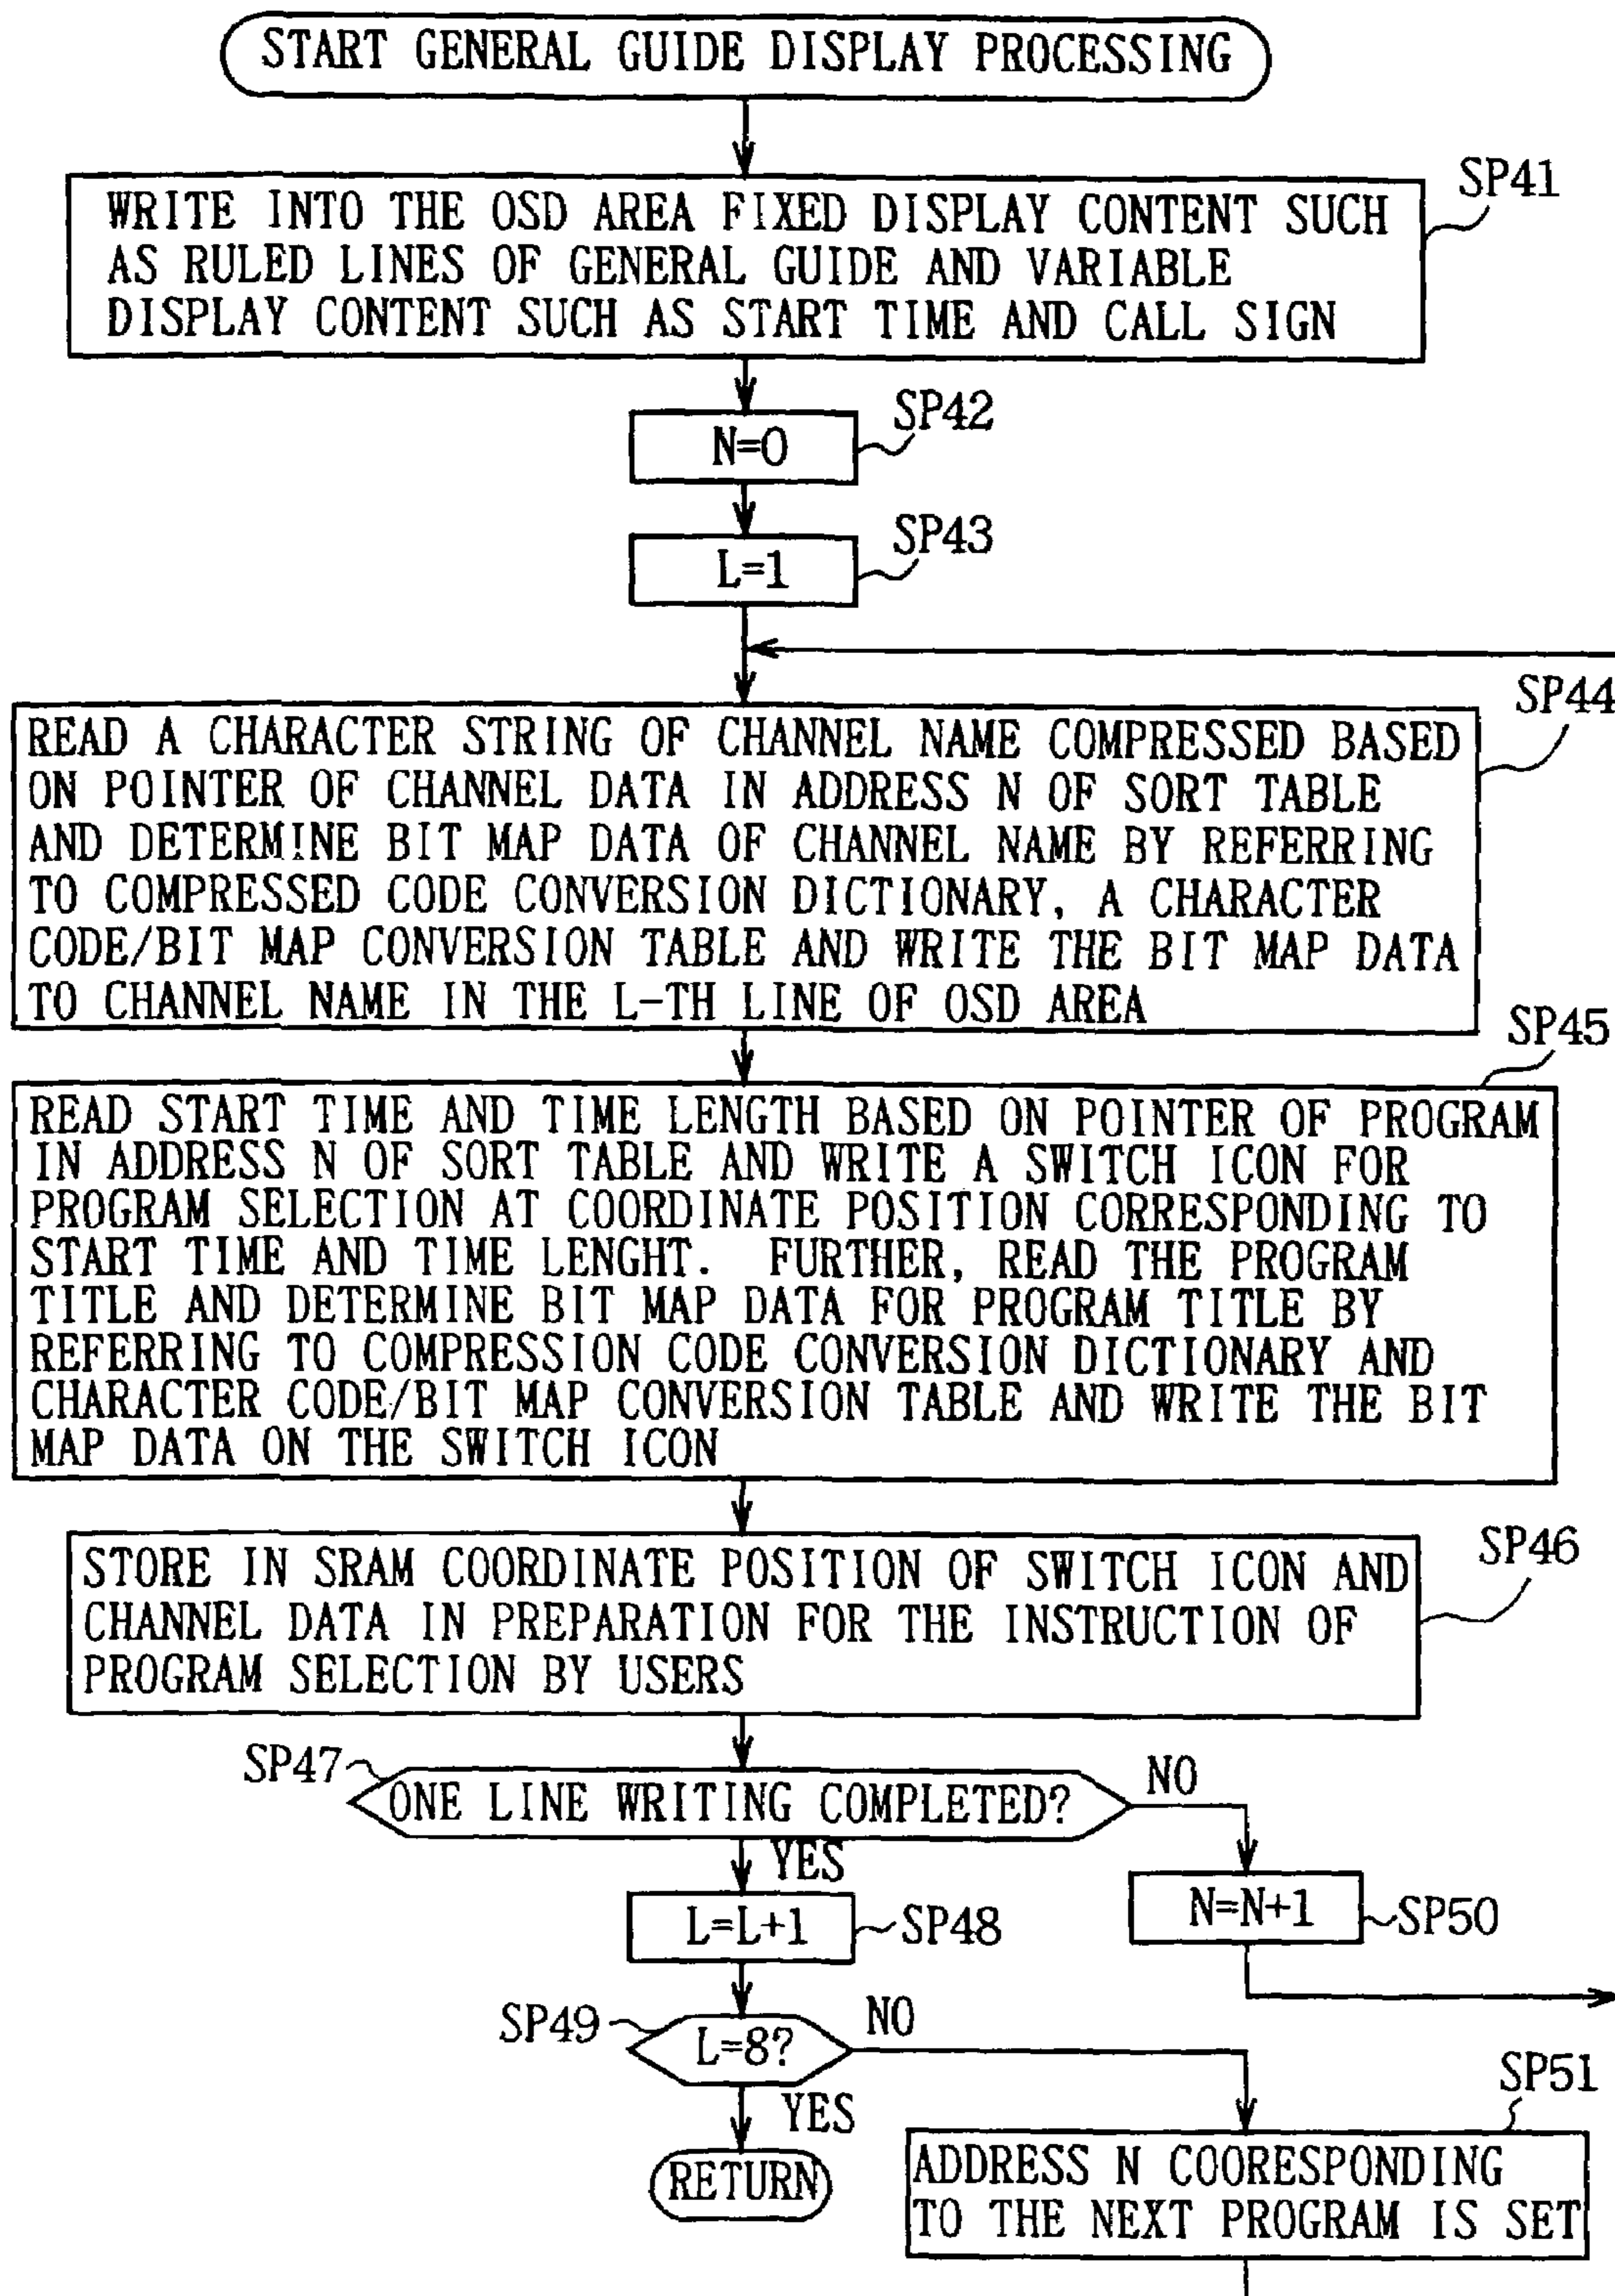 START GENERAL GUIDE DISPLAY PROCESSING
SP41
WRITE INTO THE OSD AREA FIXED DISPLAY CONTENT SUCH
AS RULED LINES OF GENERAL GUIDE AND VARIABLE
DISPLAY CONTENT SUCH AS START TIME AND CALL SIGN
SP42
N=0
SP43
L=1
SP44
READ A CHARACTER STRING OF CHANNEL NAME COMPRESSED BASED
ON POINTER OF CHANNEL DATA IN ADDRESS N OF SORT TABLE
AND DETERMINE BIT MAP DATA OF CHANNEL NAME BY REFERRING
TO COMPRESSED CODE CONVERSION DICTIONARY, A CHARACTER
CODE/BIT MAP CONVERSION TABLE AND WRITE THE BIT MAP DATA
TO CHANNEL NAME IN THE L-TH LINE OF OSD AREA
SP45
READ START TIME AND TIME LENGTH BASED ON POINTER OF PROGRAM
IN ADDRESS N OF SORT TABLE AND WRITE A SWITCH ICON FOR
PROGRAM SELECTION AT COORDINATE POSITION CORRESPONDING TO
START TIME AND TIME LENGHT. FURTHER, READ THE PROGRAM
TITLE AND DETERMINE BIT MAP DATA FOR PROGRAM TITLE BY
REFERRING TO COMPRESSION CODE CONVERSION DICTIONARY AND
CHARACTER CODE/BIT MAP CONVERSION TABLE AND WRITE THE BIT
MAP DATA ON THE SWITCH ICON
SP46
STORE IN SRAM COORDINATE POSITION OF SWITCH ICON AND
CHANNEL DATA IN PREPARATION FOR THE INSTRUCTION OF
PROGRAM SELECTION BY USERS
SP47
ONE LINE WRITING COMPLETED?
NO
YES
L=L+1
SP48
N=N+1
SP50
SP49
L=8?
NO
YES
RETURN
SP51
ADDRESS N COORESPONDING
TO THE NEXT PROGRAM IS SET